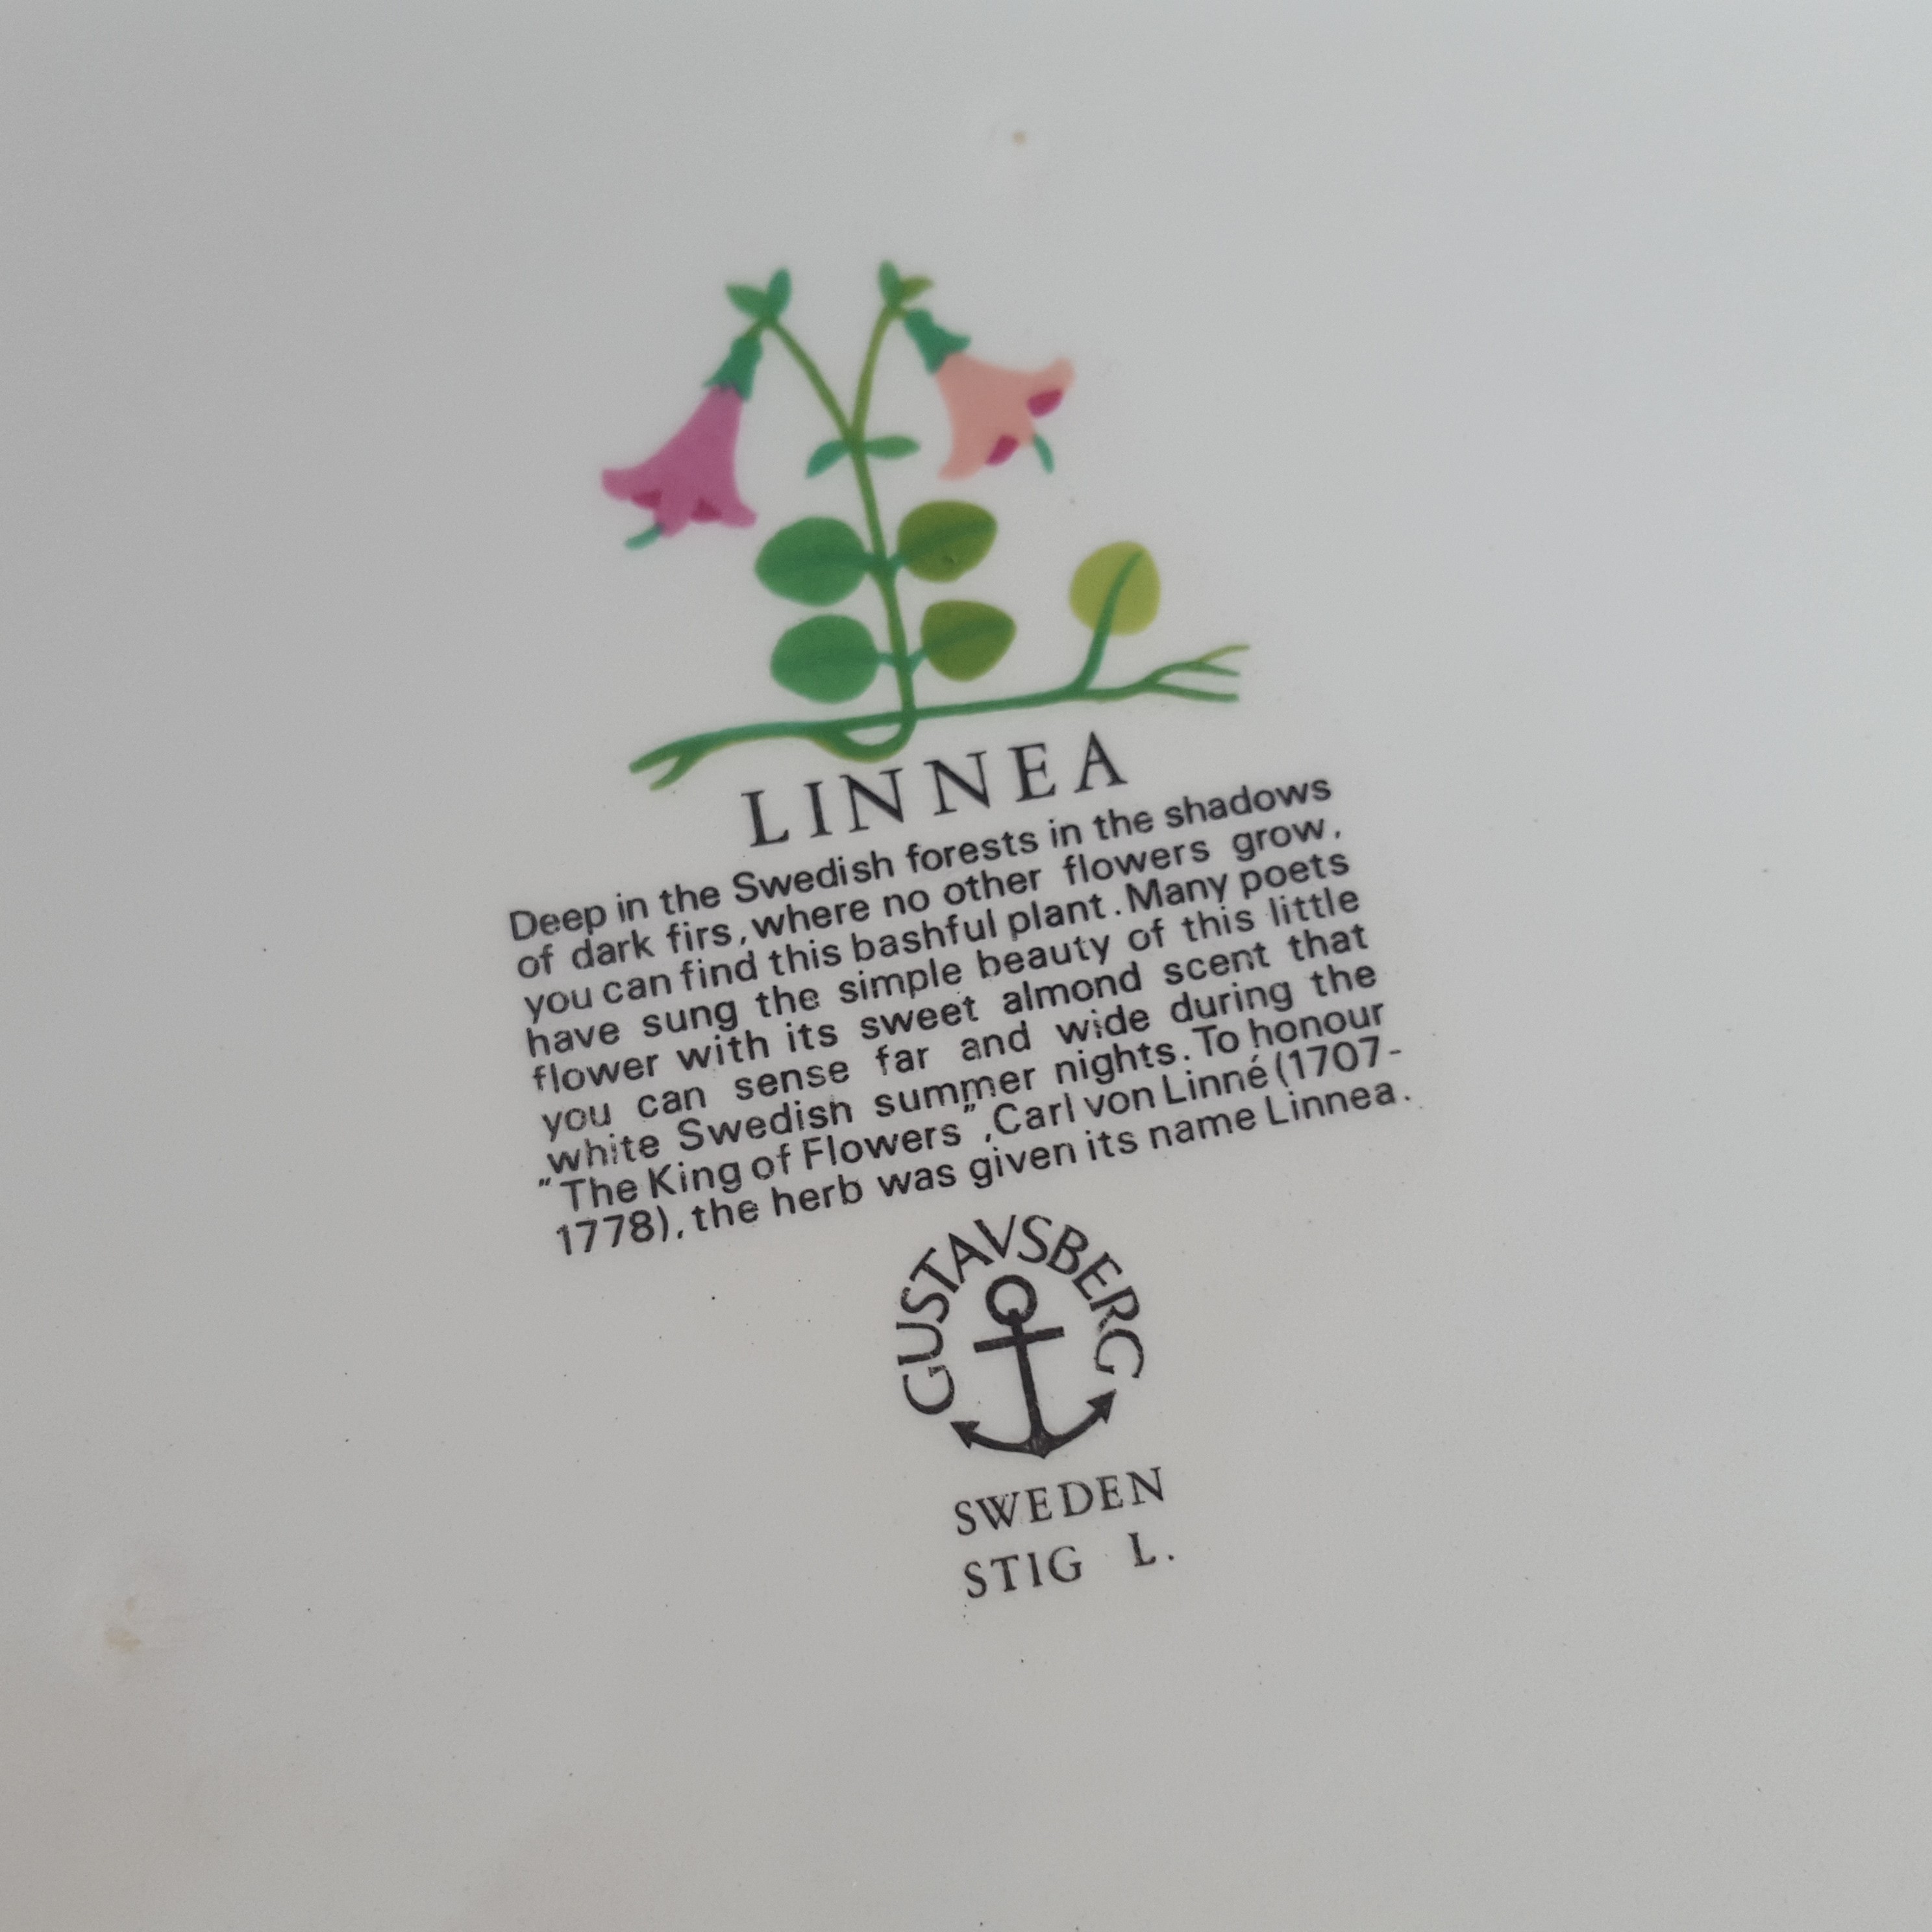 LINNEA
Deep in the Swedish forests in the shadows
of dark firs, where no other flowers grow,
you can find this bashful plant. Many poets
have sung the simple beauty of this little
flower with its sweet almond scent that
you can sense far and wide during the
white Swedish summer nights. To honour
"The King of Flowers", Carl von Linné (1707-
1778), the herb was given its name Linnea.
GUSTAVSBERG
SWEDEN
STIG L.